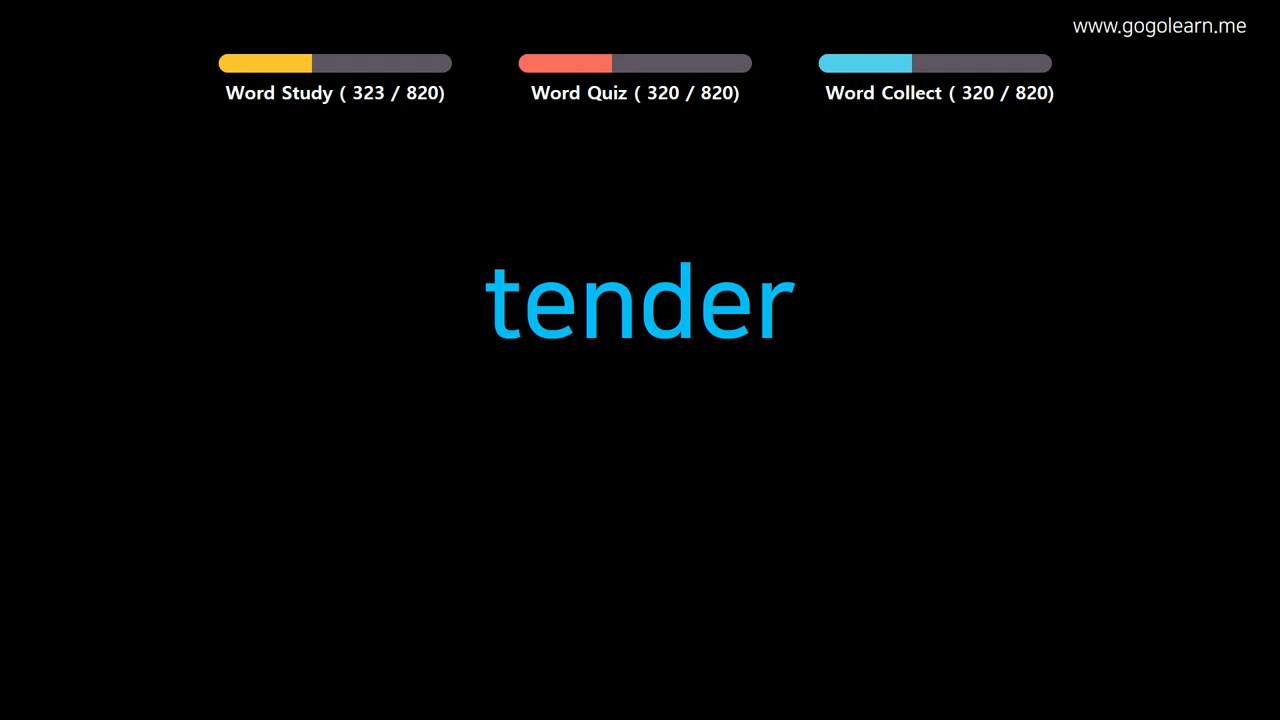 www.gogolearn.me
Word Study ( 323 / 820)
Word Quiz ( 320 / 820)
Word Collect ( 320 / 820)
tender